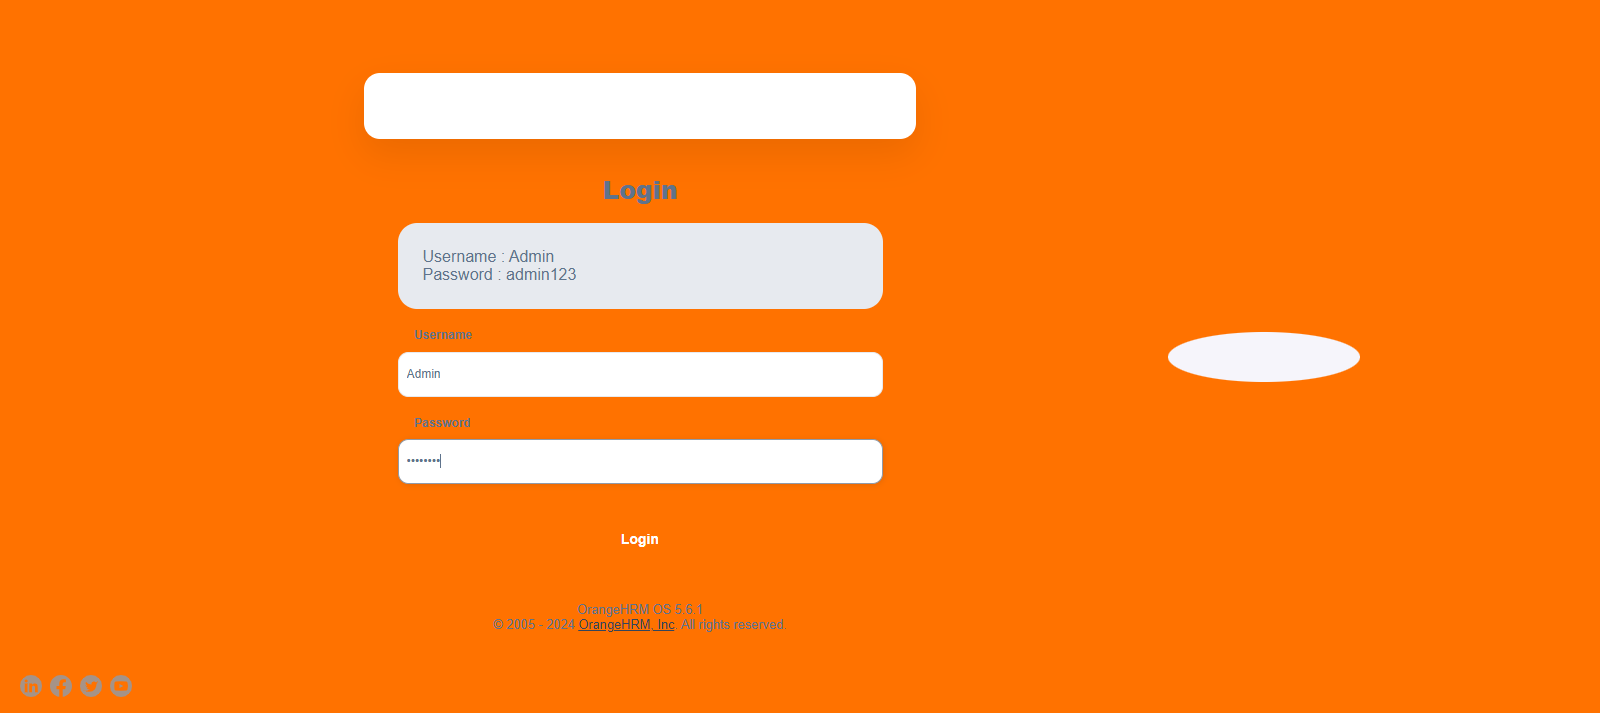 Login
Username : Admin
Password : admin123
Username
Admin
Password
••••••••
Login
OrangeHRM OS 5.6.1
© 2005 - 2024 OrangeHRM, Inc. All rights reserved.